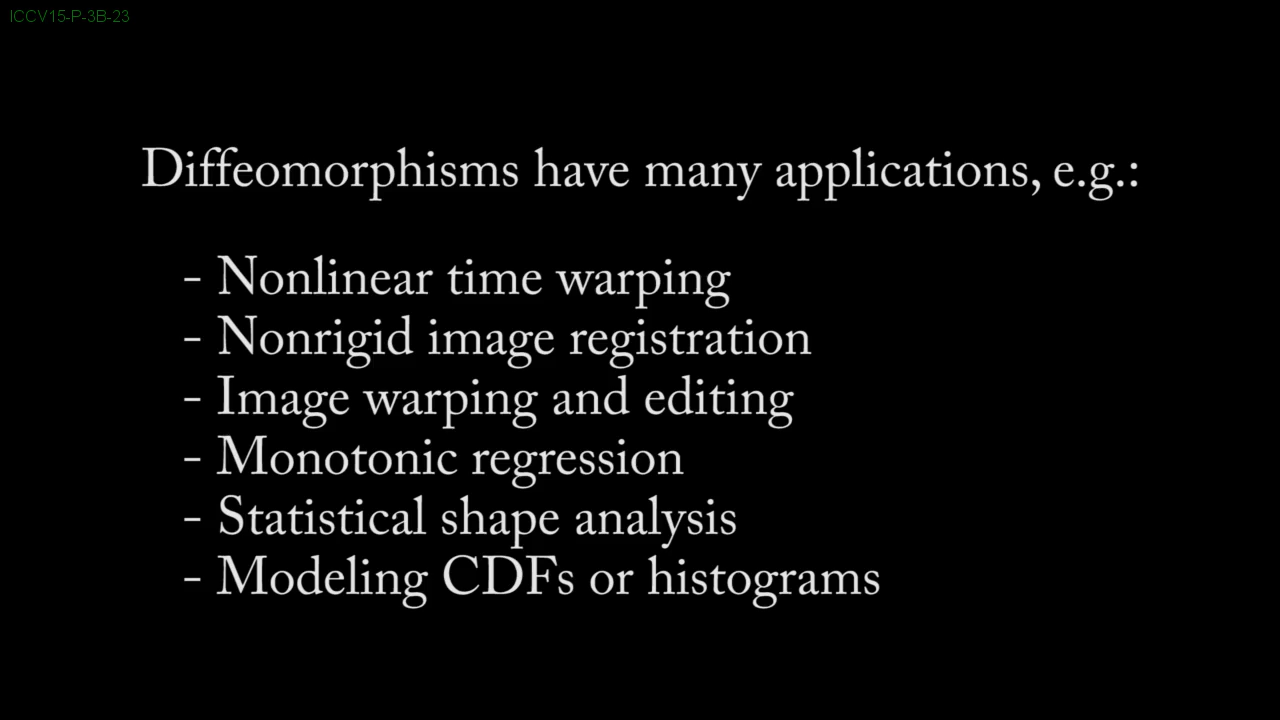 ICCV15-P-3B-23
Diffeomorphisms have many applications, e.g.:
- Nonlinear time warping
- Nonrigid image registration
- Image warping and editing
- Monotonic regression
- Statistical shape analysis
- Modeling CDFs or histograms